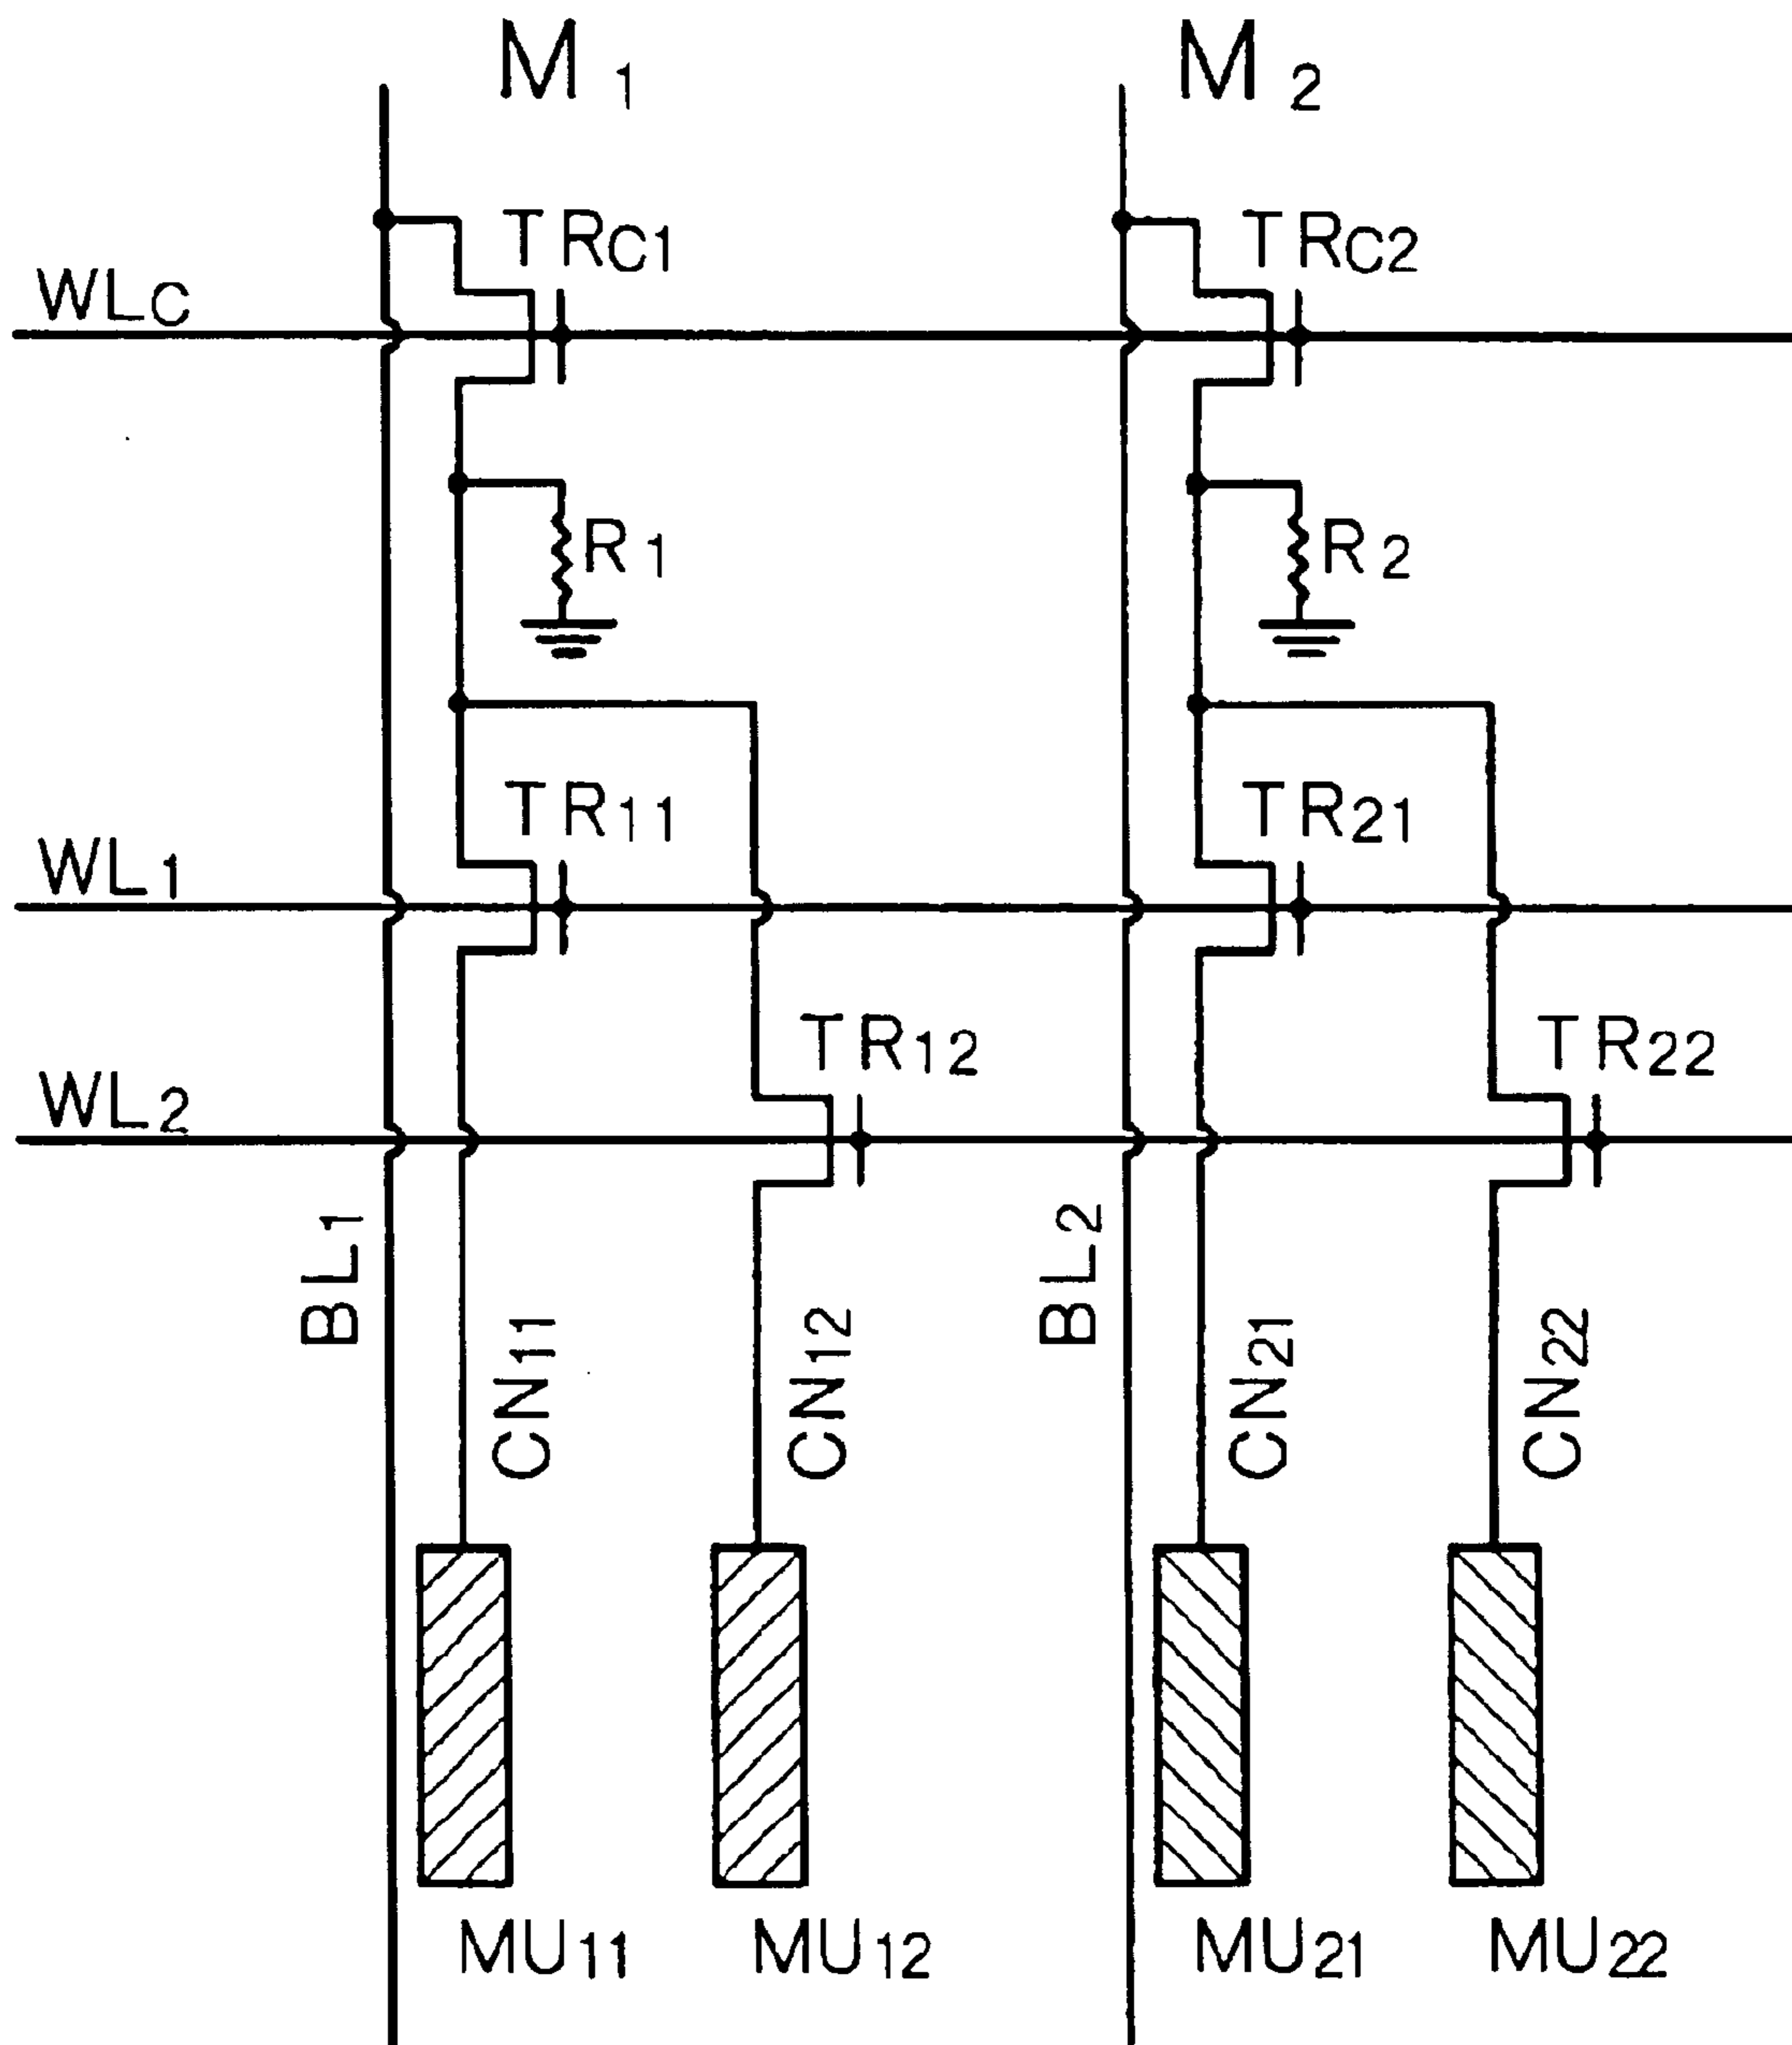 M1
M2
TRC1
TRC2
WLC
R1
R2
TR11
TR21
WL1
TR12
TR22
WL2
BL1
BL2
CN11
CN12
CN21
CN22
MU11
MU12
MU21
MU22